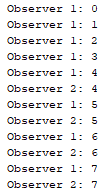 Observer 1: 0
Observer 1: 1
Observer 1: 2
Observer 1: 3
Observer 1: 4
Observer 2: 4
Observer 1: 5
Observer 2: 5
Observer 1: 6
Observer 2: 6
Observer 1: 7
Observer 2: 7